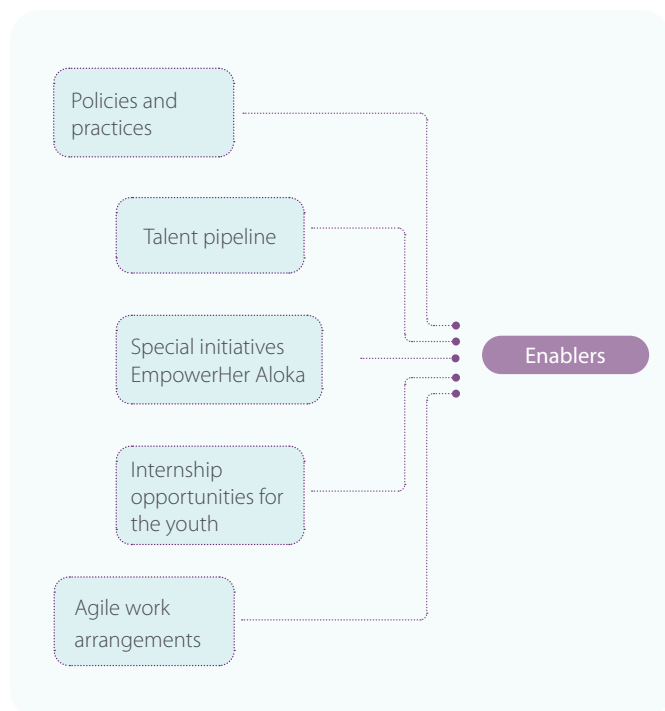 Policies and
practices
Talent pipeline
Special initiatives
EmpowerHer Aloka
Enablers
Internship
opportunities for
the youth
Agile work
arrangements